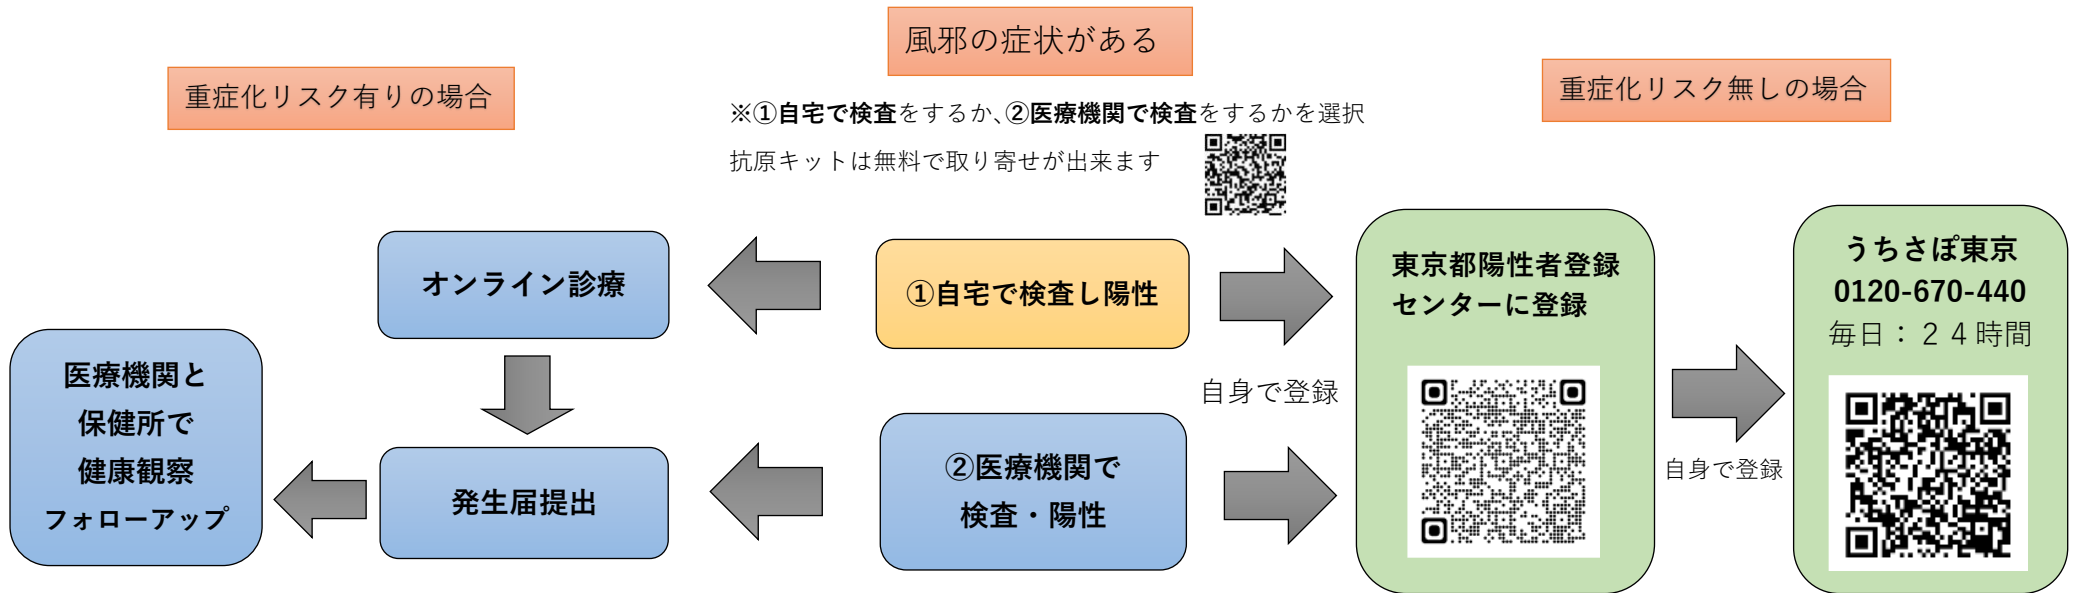 風邪の症状がある
重症化リスク有りの場合
重症化リスク無しの場合
※①自宅で検査をするか、②医療機関で検査をするかを選択
抗原キットは無料で取り寄せが出来ます
オンライン診療
①自宅で検査し陽性
東京都陽性者登録
センターに登録
うちさぽ東京
0120-670-440
毎日：２４時間
医療機関と
保健所で
健康観察
フォローアップ
発生届提出
②医療機関で
検査・陽性
自身で登録
自身で登録